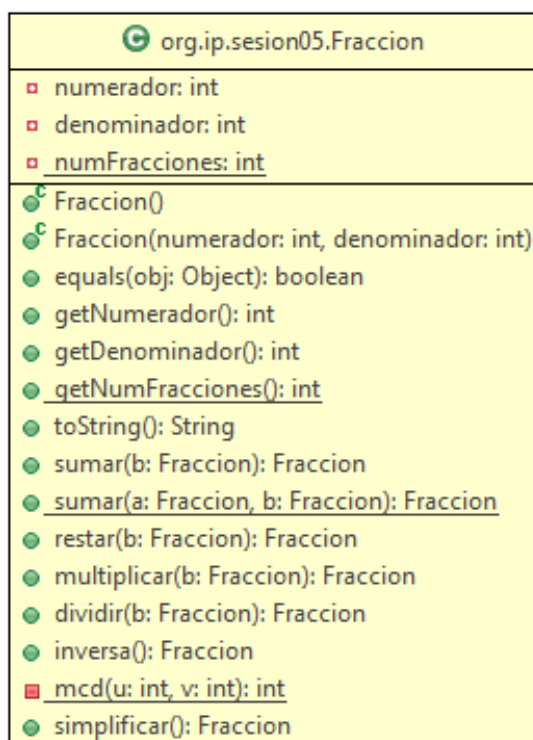 C org.ip.sesion05.Fraccion
numerador: int
denominador: int
numFracciones: int
C Fraccion()
C Fraccion(numerador: int, denominador: int)
equals(obj: Object): boolean
getNumerador(): int
getDenominador(): int
getNumFracciones(): int
toString(): String
sumar(b: Fraccion): Fraccion
sumar(a: Fraccion, b: Fraccion): Fraccion
restar(b: Fraccion): Fraccion
multiplicar(b: Fraccion): Fraccion
dividir(b: Fraccion): Fraccion
inversa(): Fraccion
mcd(u: int, v: int): int
simplificar(): Fraccion